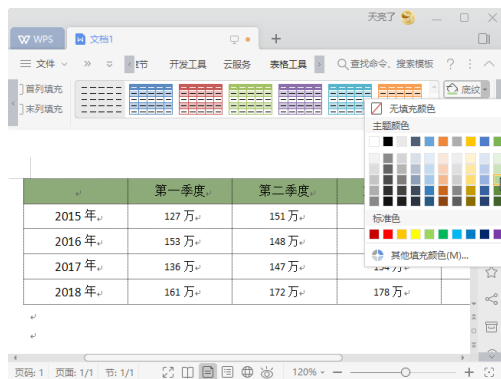 天亮了
WPS 文档1
文件 节 开发工具 云服务 表格工具 查找命令、搜索模板
首列填充
末列填充
底纹
无填充颜色
主题颜色
第一季度 第二季度
2015 年 127 万 151 万
标准色
2016 年 153 万 148 万
其他填充颜色(M)...
2017 年 136 万 147 万
2018 年 161 万 172 万 178 万
页码: 1 页面: 1/1 节: 1/1 120%